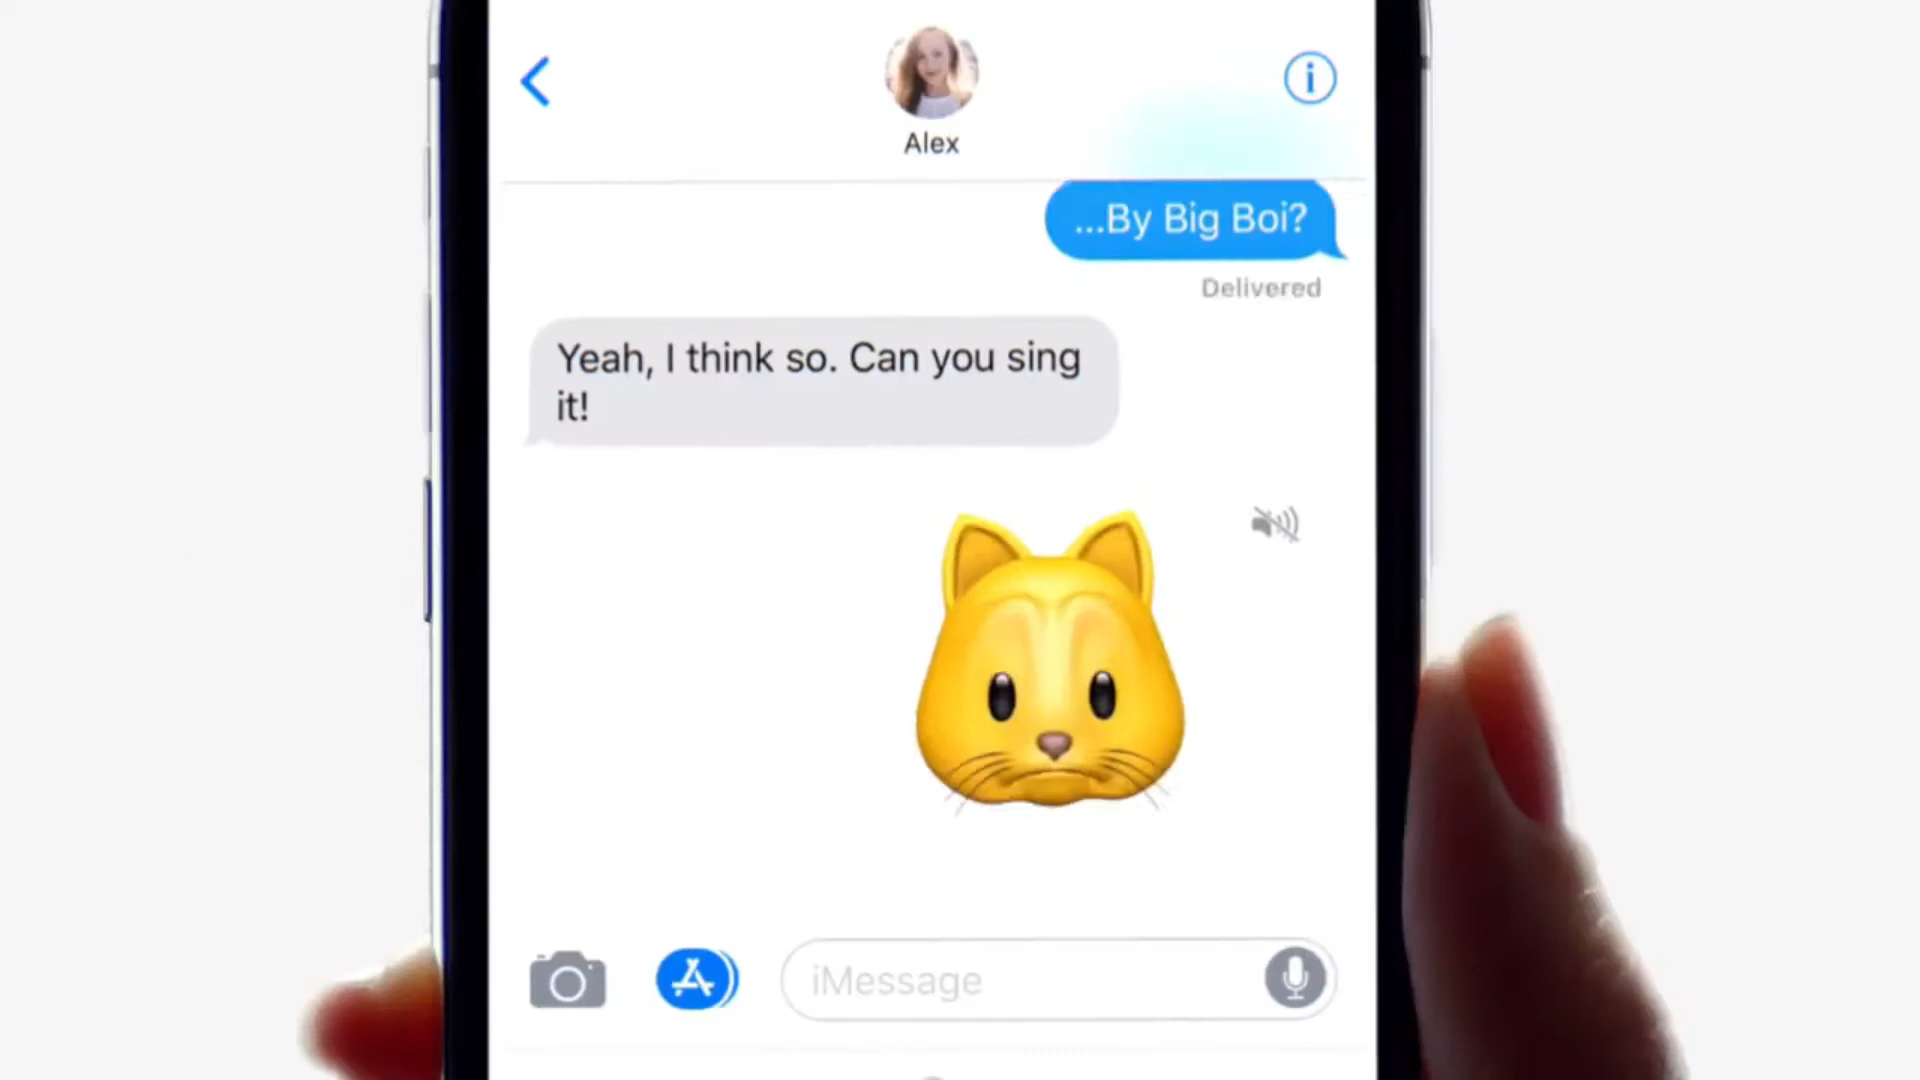 Alex
...By Big Boi?
Delivered
Yeah, I think so. Can you sing
it!
iMessage